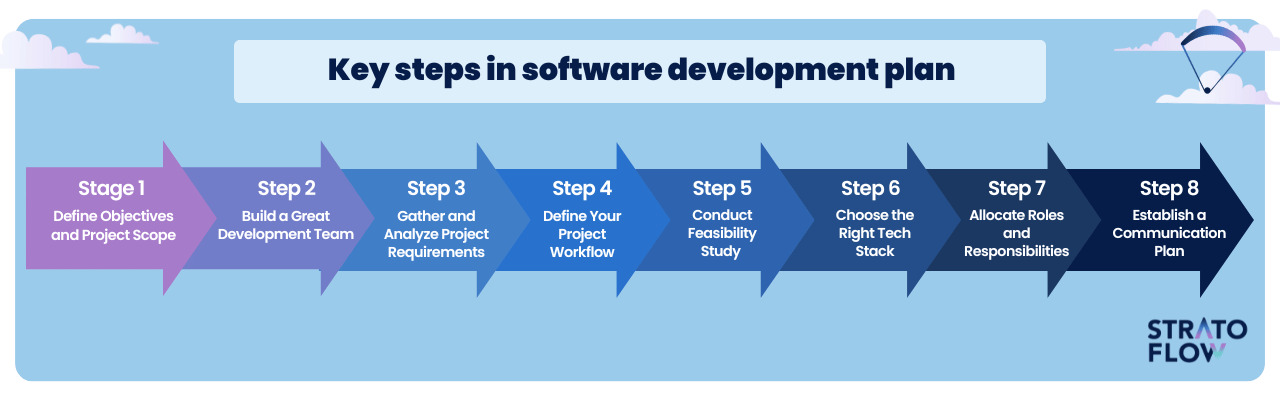 Key steps in software development plan
Stage 1
Define Objectives
and Project Scope
Step 2
Build a Great
Development Team
Step 3
Gather and
Analyze Project
Requirements
Step 4
Define Your
Project
Workflow
Step 5
Conduct
Feasibility
Study
Step 6
Choose the
Right Tech
Stack
Step 7
Allocate Roles
and
Responsibilities
Step 8
Establish a
Communication
Plan
STRATO
FLOW